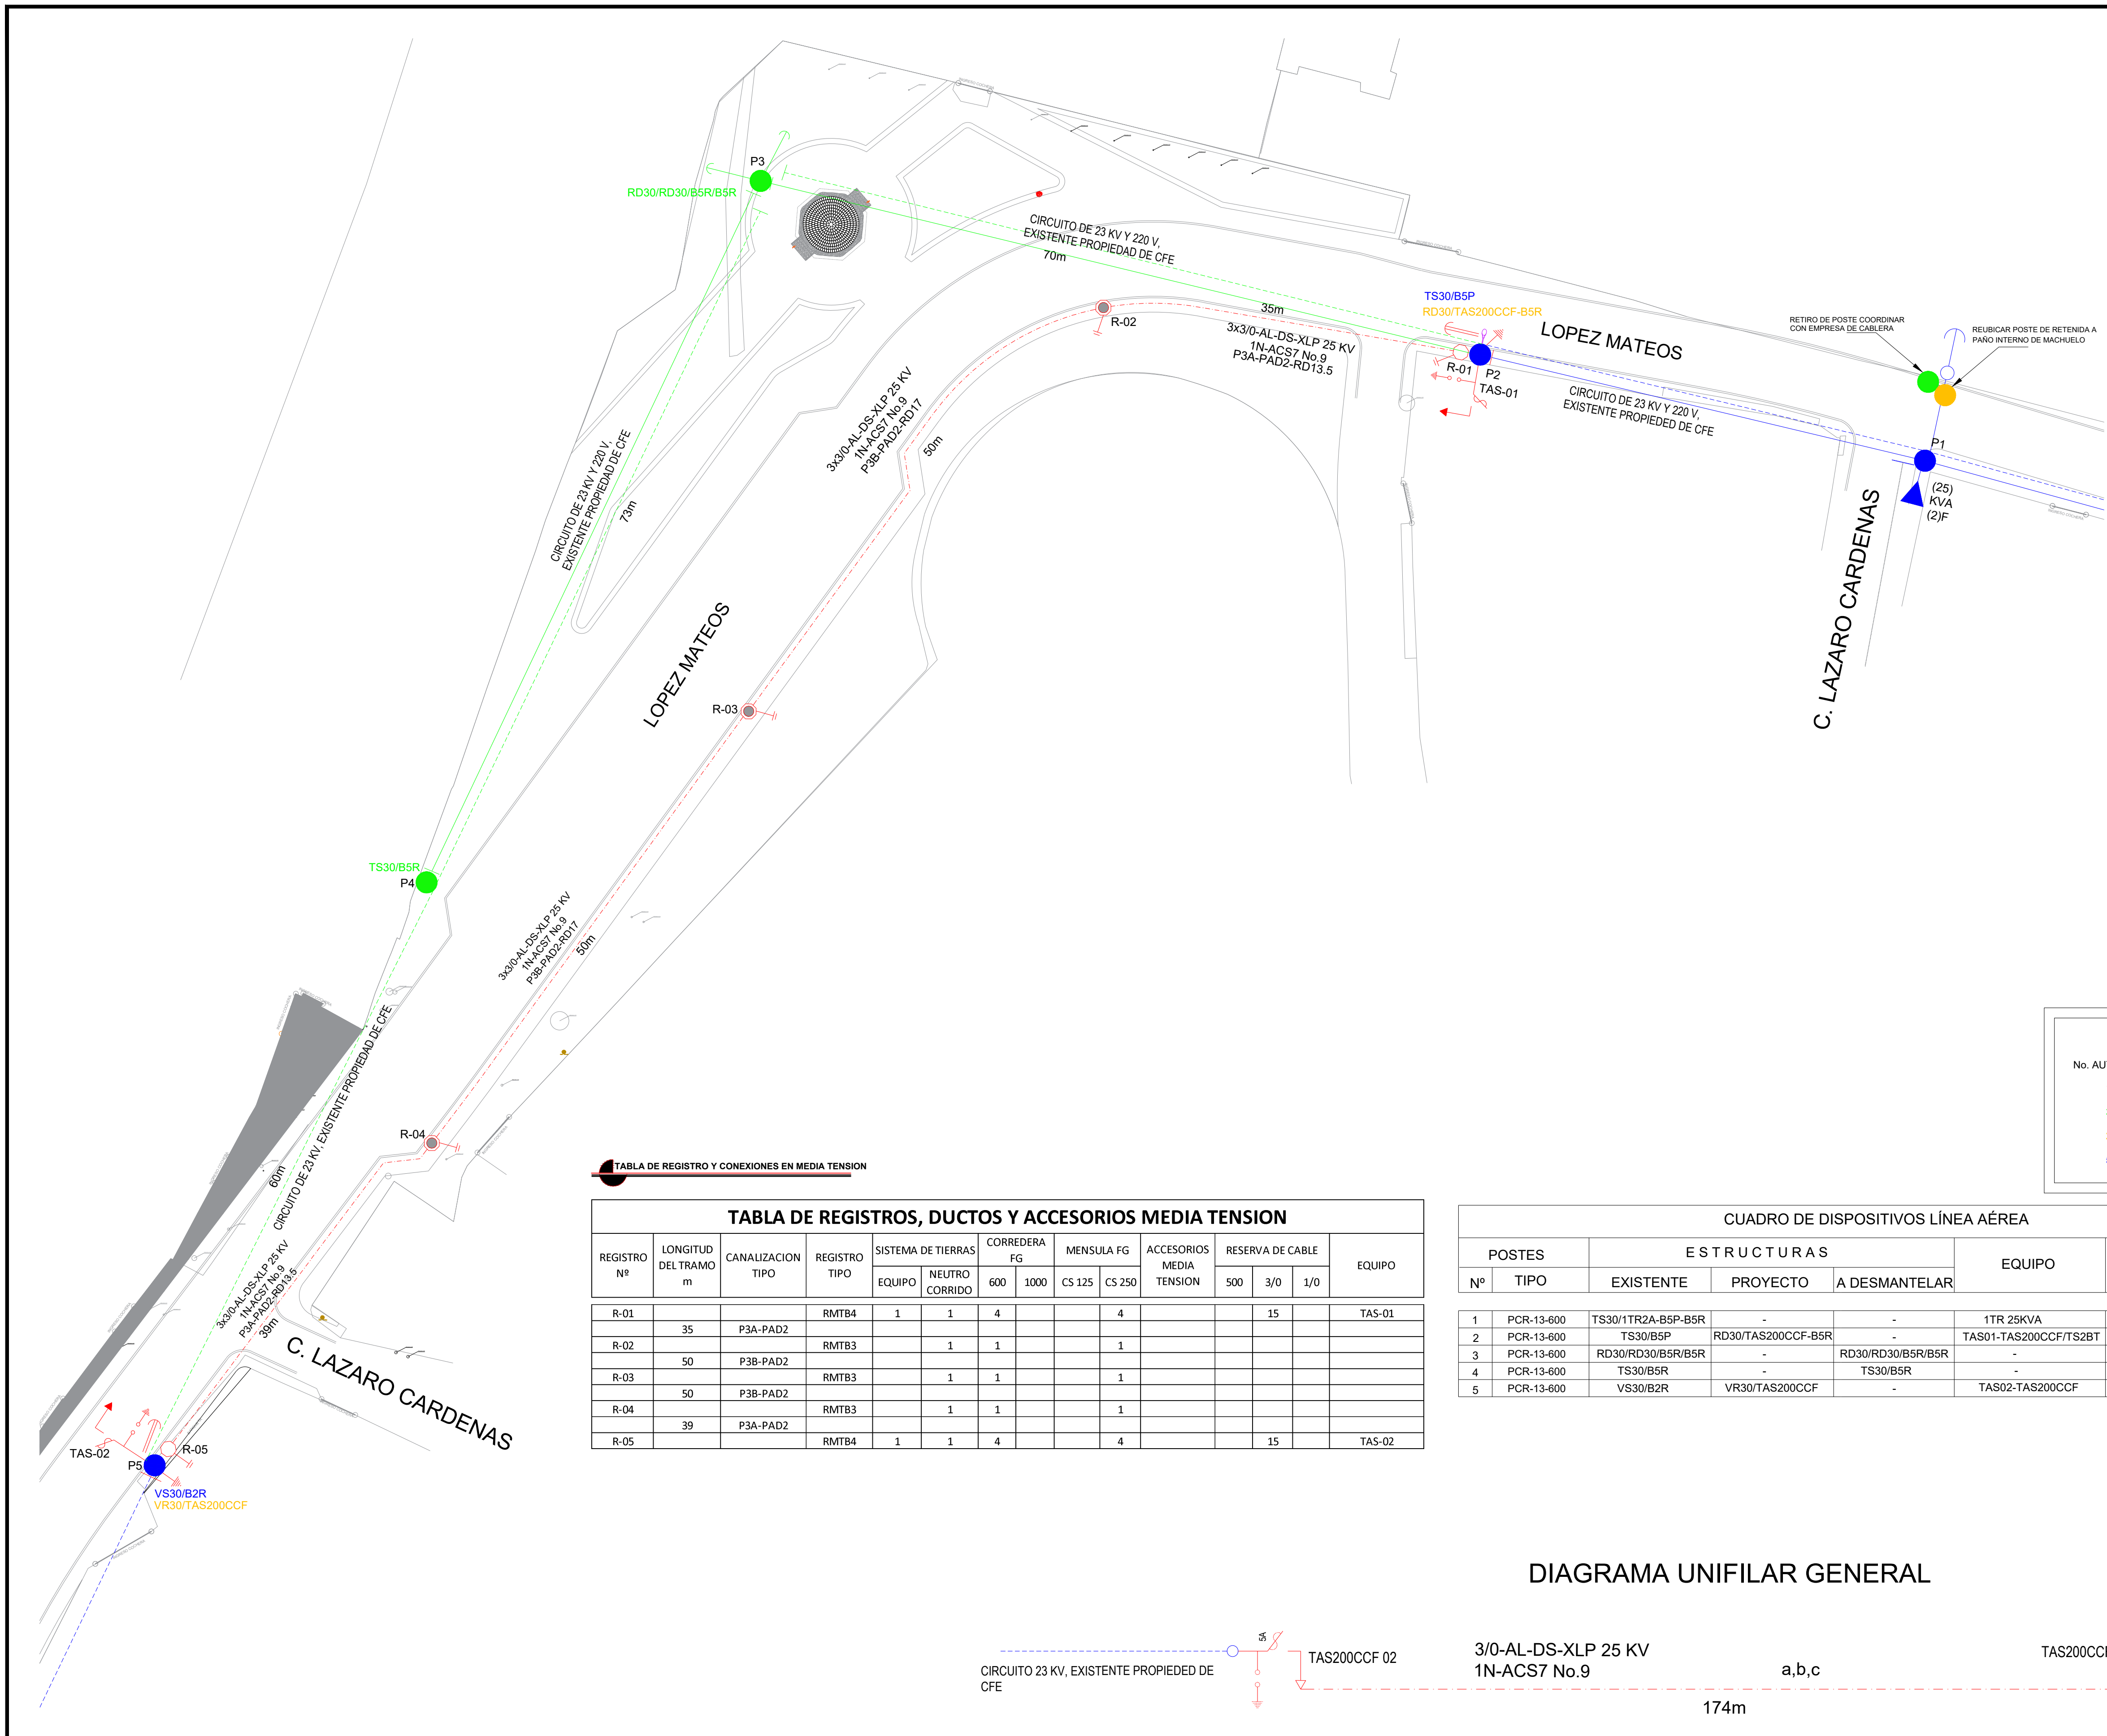 P3
RD30/RD30/B5R/B5R
CIRCUITO DE 23 KV Y 220 V,
EXISTENTE PROPIEDAD DE CFE
70m
R-02
35m
3x3/0-AL-DS-XLP 25 KV
1N-ACS7 No.9
P3A-PAD2-RD13.5
TS30/B5P
RD30/TAS200CCF-B5R
LOPEZ MATEOS
R-01
P2
TAS-01
CIRCUITO DE 23 KV Y 220 V,
EXISTENTE PROPIEDED DE CFE
RETIRO DE POSTE COORDINAR
CON EMPRESA DE CABLERA
REUBICAR POSTE DE RETENIDA A
PAÑO INTERNO DE MACHUELO
P1
(25)
KVA
(2)F
C. LAZARO CARDENAS
3x3/0-AL-DS-XLP 25 KV
1N-ACS7 No.9
P3B-PAD2-RD17
50m
CIRCUITO DE 23 KV Y 220 V,
EXISTENTE PROPIEDAD DE CFE
73m
LOPEZ MATEOS
R-03
TS30/B5R
P4
3x3/0-AL-DS-XLP 25 KV
1N-ACS7 No.9
P3B-PAD2-RD17
50m
R-04
60m
CIRCUITO DE 23 KV, EXISTENTE PROPIEDAD DE CFE
3x3/0-AL-DS-XLP 25 KV
1N-ACS7 No.9
P3A-PAD2-RD13.5
39m
C. LAZARO CARDENAS
TAS-02
P5
R-05
VS30/B2R
VR30/TAS200CCF
No. AU
TABLA DE REGISTRO Y CONEXIONES EN MEDIA TENSION
TABLA DE REGISTROS, DUCTOS Y ACCESORIOS MEDIA TENSION
REGISTRO Nº LONGITUD DEL TRAMO m CANALIZACION TIPO REGISTRO TIPO SISTEMA DE TIERRAS CORREDERA FG MENSULA FG ACCESORIOS MEDIA TENSION RESERVA DE CABLE EQUIPO
EQUIPO NEUTRO CORRIDO 600 1000 CS 125 CS 250 500 3/0 1/0
R-01 RMTB4 1 1 4 4 15 TAS-01
35 P3A-PAD2
R-02 RMTB3 1 1 1
50 P3B-PAD2
R-03 RMTB3 1 1 1
50 P3B-PAD2
R-04 RMTB3 1 1 1
39 P3A-PAD2
R-05 RMTB4 1 1 4 4 15 TAS-02
CUADRO DE DISPOSITIVOS LÍNEA AÉREA
POSTES E S T R U C T U R A S EQUIPO
Nº TIPO EXISTENTE PROYECTO A DESMANTELAR
1 PCR-13-600 TS30/1TR2A-B5P-B5R - - 1TR 25KVA
2 PCR-13-600 TS30/B5P RD30/TAS200CCF-B5R - TAS01-TAS200CCF/TS2BT
3 PCR-13-600 RD30/RD30/B5R/B5R - RD30/RD30/B5R/B5R -
4 PCR-13-600 TS30/B5R - TS30/B5R -
5 PCR-13-600 VS30/B2R VR30/TAS200CCF - TAS02-TAS200CCF
DIAGRAMA UNIFILAR GENERAL
CIRCUITO 23 KV, EXISTENTE PROPIEDED DE
CFE
5A
TAS200CCF 02
3/0-AL-DS-XLP 25 KV
1N-ACS7 No.9
a,b,c
174m
TAS200CC